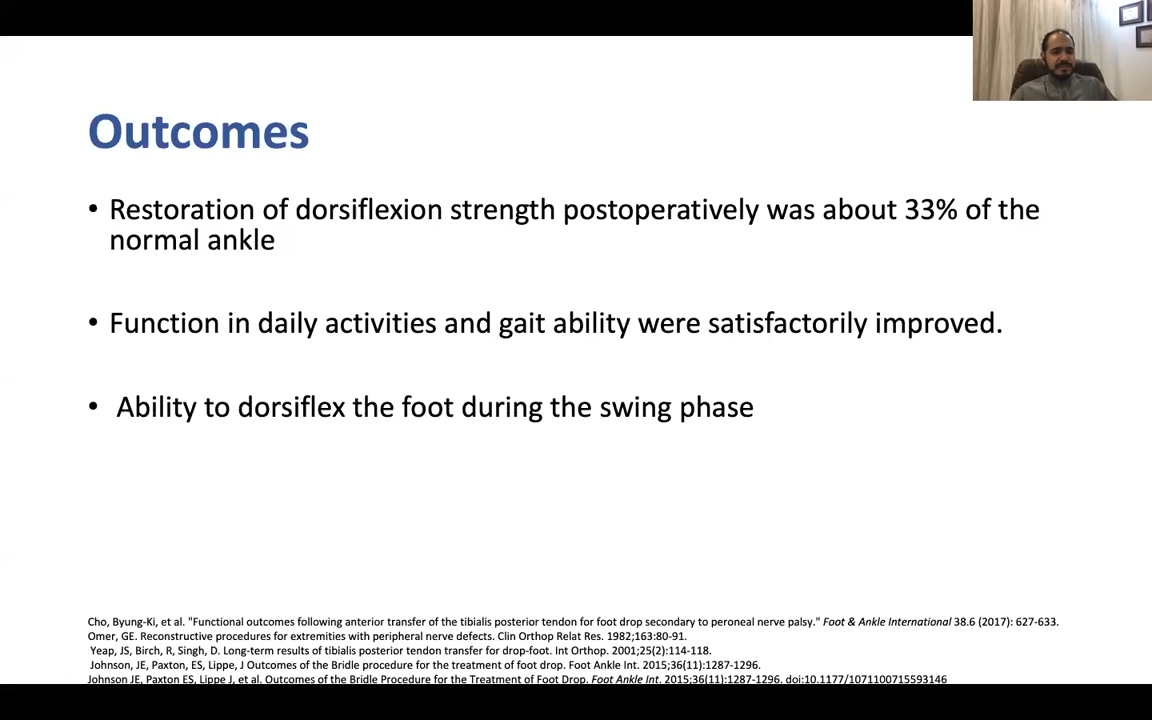 Outcomes
• Restoration of dorsiflexion strength postoperatively was about 33% of the
normal ankle
• Function in daily activities and gait ability were satisfactorily improved.
• Ability to dorsiflex the foot during the swing phase
Cho, Byung-Ki, et al. "Functional outcomes following anterior transfer of the tibialis posterior tendon for foot drop secondary to peroneal nerve palsy." Foot & Ankle International 38.6 (2017): 627-633.
Omer, GE. Reconstructive procedures for extremities with peripheral nerve defects. Clin Orthop Relat Res. 1982;163:80-91.
Yeap, JS, Birch, R, Singh, D. Long-term results of tibialis posterior tendon transfer for drop-foot. Int Orthop. 2001;25(2):114-118.
Johnson, JE, Paxton, ES, Lippe, J Outcomes of the Bridle procedure for the treatment of foot drop. Foot Ankle Int. 2015;36(11):1287-1296.
Johnson JE, Paxton ES, Lippe J, et al. Outcomes of the Bridle Procedure for the Treatment of Foot Drop. Foot Ankle Int. 2015;36(11):1287-1296. doi:10.1177/1071100715593146